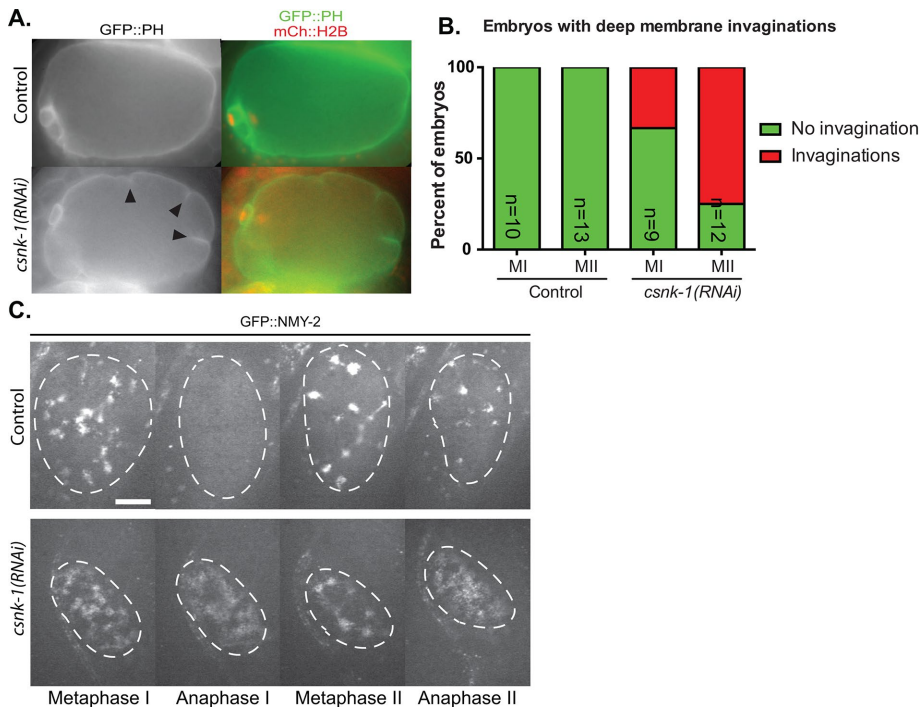 A.
GFP::PH
GFP::PH
mCh::H2B
Control
csnk-1(RNAi)
B.
Embryos with deep membrane invaginations
Percent of embryos
100
50
0
n=10
n=13
n=9
n=12
MI
MII
MI
MII
Control
csnk-1(RNAi)
No invagination
Invaginations
C.
GFP::NMY-2
Control
csnk-1(RNAi)
Metaphase I
Anaphase I
Metaphase II
Anaphase II